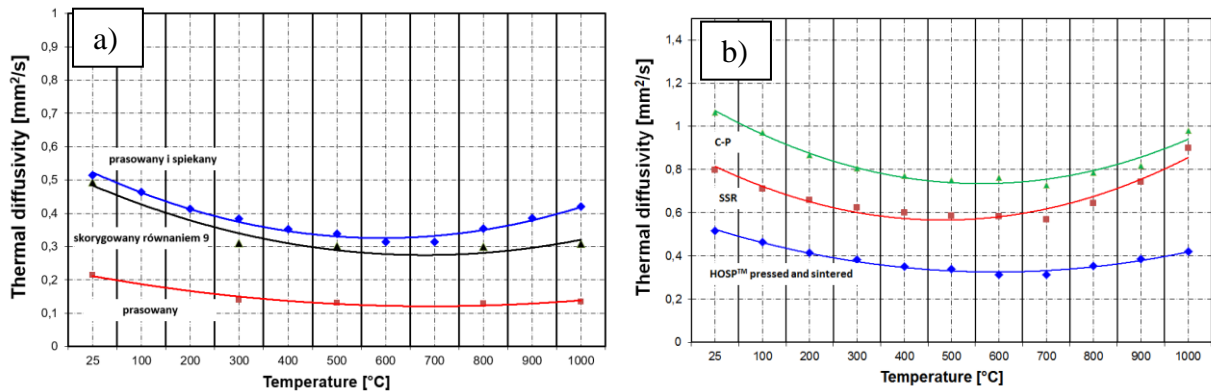 a)
Thermal diffusivity [mm²/s]
1
0,9
0,8
0,7
0,6
0,5
0,4
0,3
0,2
0,1
0
prasowany i spiekany
skorygowany równaniem 9
prasowany
25 100 200 300 400 500 600 700 800 900 1000
Temperature [°C]
b)
Thermal diffusivity [mm²/s]
1,4
1,2
1
0,8
0,6
0,4
0,2
0
C-P
SSR
HOSP™ pressed and sintered
25 100 200 300 400 500 600 700 800 900 1000
Temperature [°C]